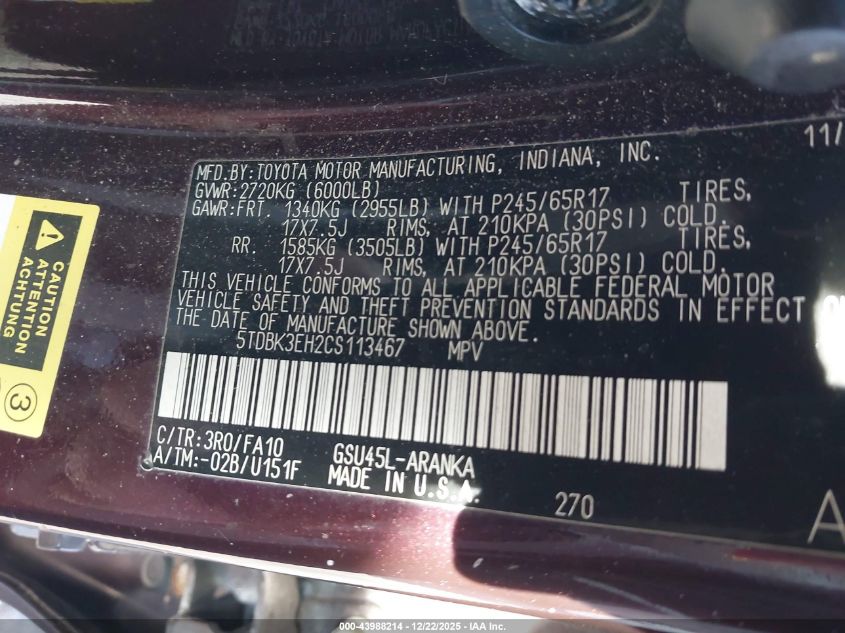 11/
MFD.BY:TOYOTA MOTOR MANUFACTURING, INDIANA, INC.
GVWR:2720KG (6000LB)
GAWR:FRT. 1340KG (2955LB) WITH P245/65R17 TIRES,
17X7.5J RIMS, AT 210KPA (30PSI) COLD.
RR. 1585KG (3505LB) WITH P245/65R17 TIRES,
17X7.5J RIMS, AT 210KPA (30PSI) COLD.
THIS VEHICLE CONFORMS TO ALL APPLICABLE FEDERAL MOTOR
VEHICLE SAFETY AND THEFT PREVENTION STANDARDS IN EFFECT
THE DATE OF MANUFACTURE SHOWN ABOVE.
5TDBK3EH2CS113467 MPV
C/TR:3R0/FA10
A/TM:-02B/U151F
GSU45L-ARANKA
MADE IN U.S.A.
270
A
CAUTION
ATTENTION
ACHTUNG
3
000-43988214 - 12/22/2025 - IAA Inc.